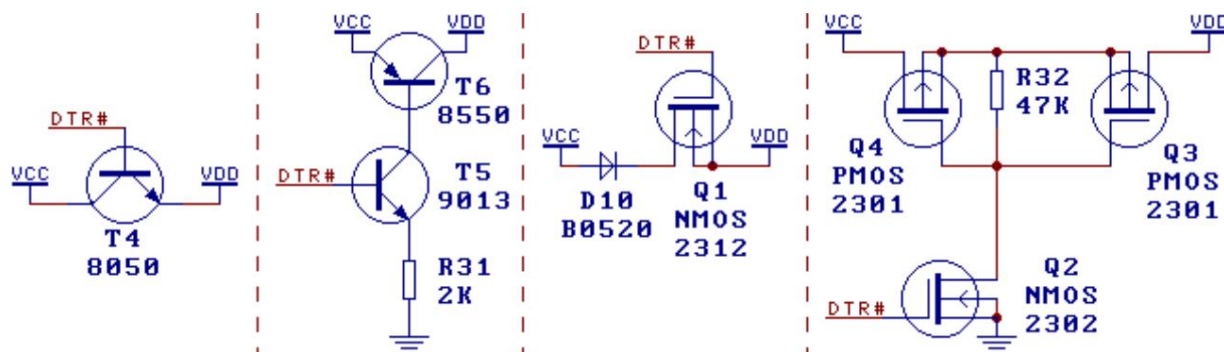 DTR#
VCC
VDD
T4
8050
VCC
VDD
T6
8550
DTR#
T5
9013
R31
2K
DTR#
VCC
VDD
D10
B0520
Q1
NMOS
2312
VCC
VDD
R32
47K
Q4
PMOS
2301
Q3
PMOS
2301
Q2
NMOS
2302
DTR#